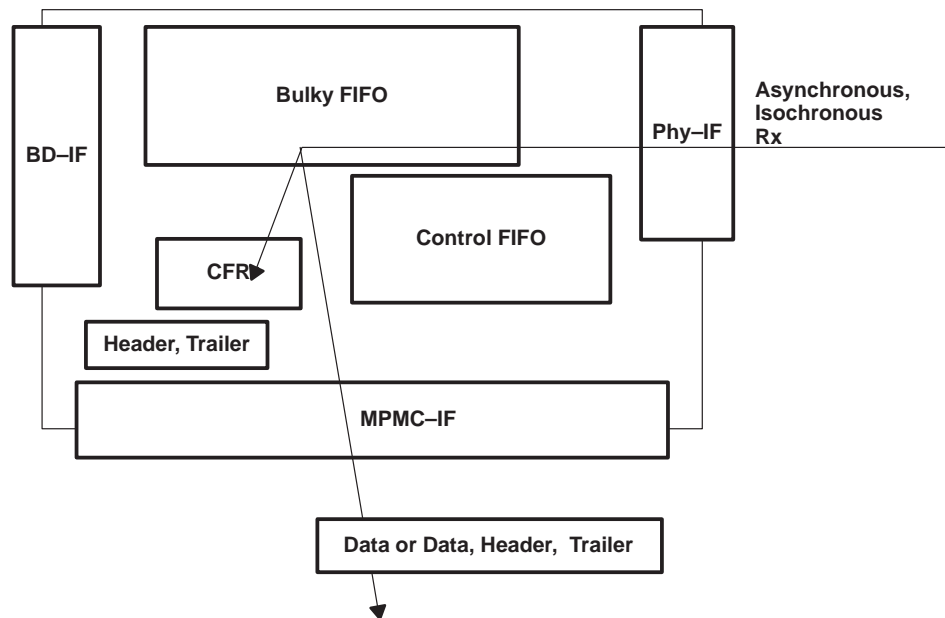 Bulky FIFO
Asynchronous,
Isochronous
Rx
Phy–IF
BD–IF
Control FIFO
CFR
Header, Trailer
MPMC–IF
Data or Data, Header, Trailer